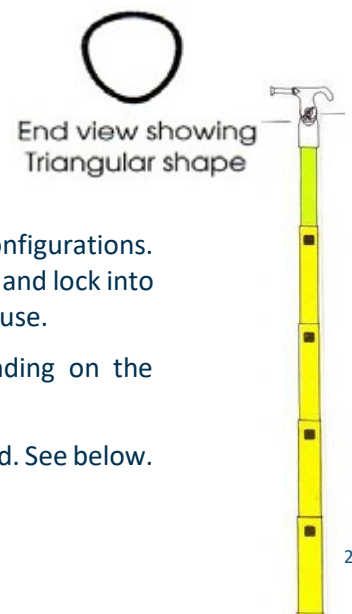 End view showing
Triangular shape
onfigurations.
and lock into
use.
nding on the
d. See below.
2